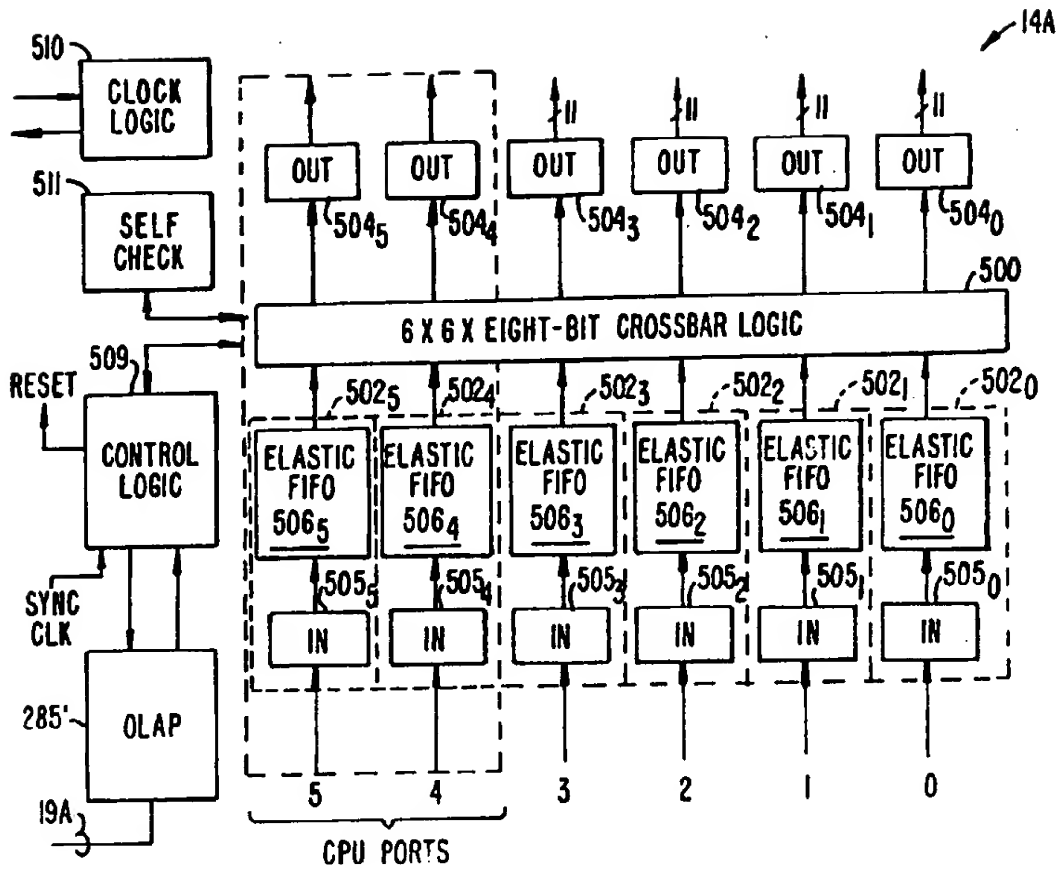 14A
510
CLOCK
LOGIC
511
SELF
CHECK
11
11
11
11
OUT
OUT
OUT
OUT
OUT
OUT
504₅
504₄
504₃
504₂
504₁
504₀
500
6 X 6 X EIGHT-BIT CROSSBAR LOGIC
509
RESET
CONTROL
LOGIC
502₅
502₄
502₃
502₂
502₁
502₀
ELASTIC
FIFO
506₅
ELASTIC
FIFO
506₄
ELASTIC
FIFO
506₃
ELASTIC
FIFO
506₂
ELASTIC
FIFO
506₁
ELASTIC
FIFO
506₀
505₅
505₄
505₃
505₂
505₁
505₀
IN
IN
IN
IN
IN
IN
SYNC
CLK
285'
OLAP
19A
5
4
3
2
1
0
CPU PORTS